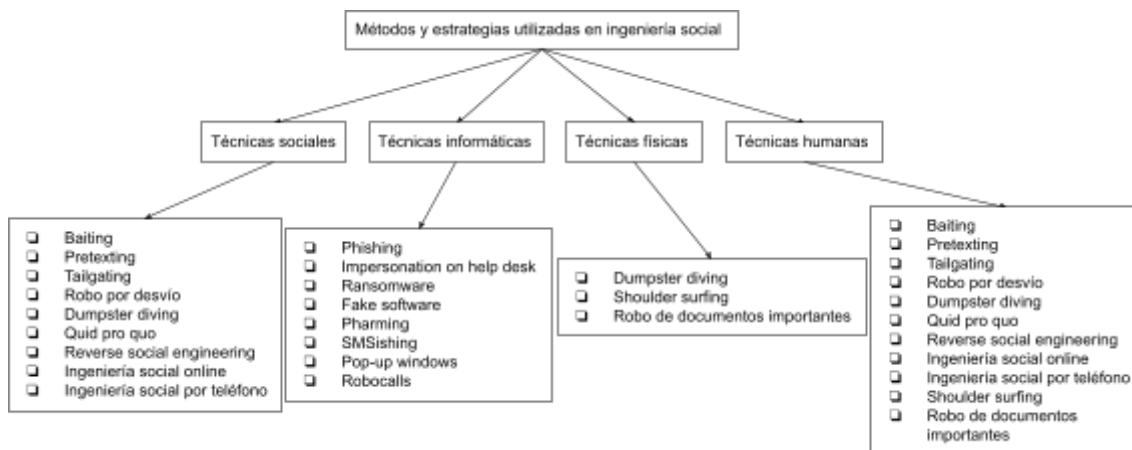 Métodos y estrategias utilizadas en ingeniería social
Técnicas sociales
Técnicas informáticas
Técnicas físicas
Técnicas humanas
Baiting
Pretexting
Tailgating
Robo por desvío
Dumpster diving
Quid pro quo
Reverse social engineering
Ingeniería social online
Ingeniería social por teléfono
Phishing
Impersonation on help desk
Ransomware
Fake software
Pharming
SMSishing
Pop-up windows
Robocalls
Dumpster diving
Shoulder surfing
Robo de documentos importantes
Baiting
Pretexting
Tailgating
Robo por desvío
Dumpster diving
Quid pro quo
Reverse social engineering
Ingeniería social online
Ingeniería social por teléfono
Shoulder surfing
Robo de documentos
importantes